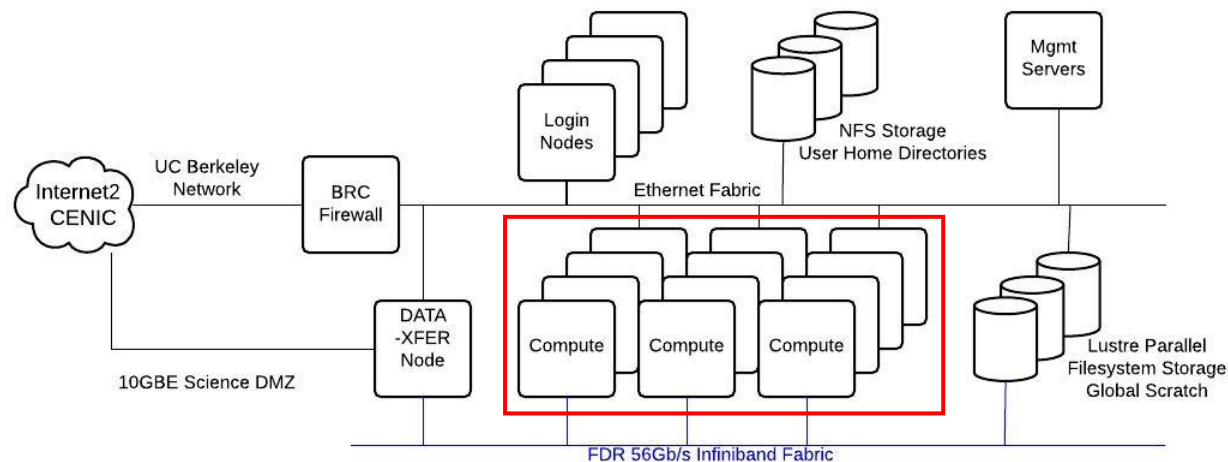 Login
Nodes
NFS Storage
User Home Directories
Mgmt
Servers
Internet2
CENIC
UC Berkeley
Network
BRC
Firewall
Ethernet Fabric
DATA
-XFER
Node
10GBE Science DMZ
Compute
Compute
Compute
Lustre Parallel
Filesystem Storage
Global Scratch
FDR 56Gb/s Infiniband Fabric